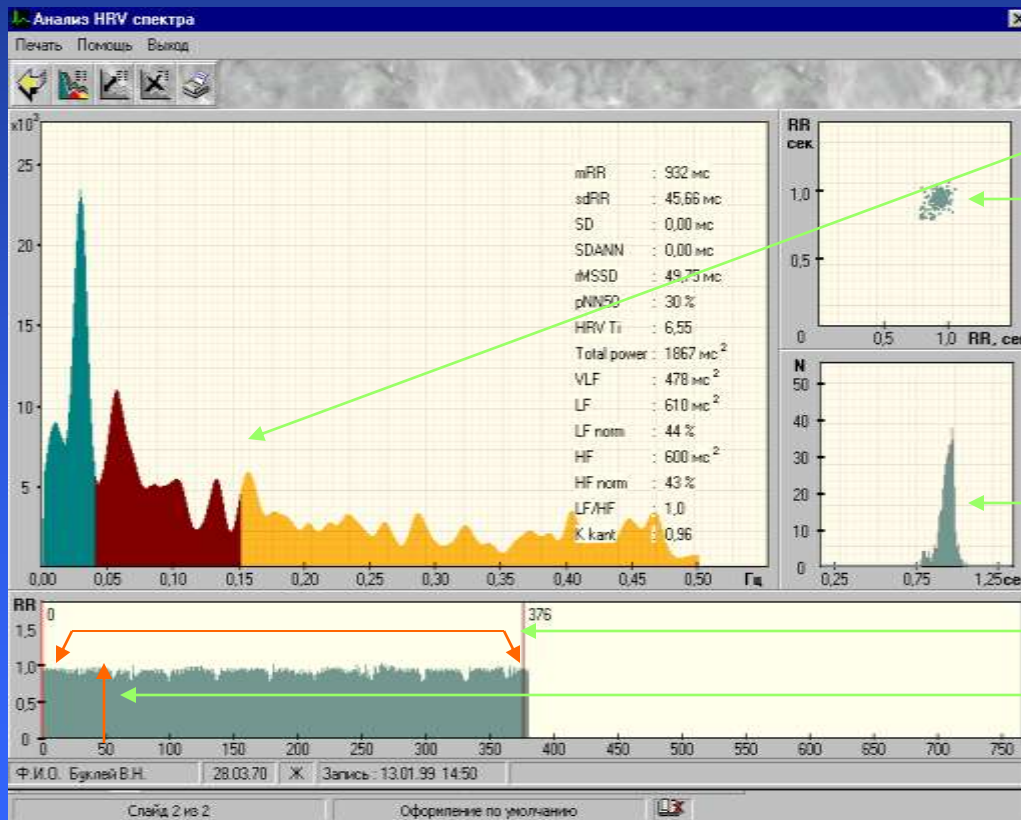 Анализ HRV спектра
Печать Помощь Выход
x10²
25
20
15
10
5
0,00 0,05 0,10 0,15 0,20 0,25 0,30 0,35 0,40 0,45 0,50 Гц
mRR : 932 мс
sdRR : 45,66 мс
SD : 0,00 мс
SDANN : 0,00 мс
rMSSD : 49,75 мс
pNN50 : 30 %
HRV Ti : 6,55
Total power : 1867 мс²
VLF : 478 мс²
LF : 610 мс²
LF norm : 44 %
HF : 600 мс²
HF norm : 43 %
LF/HF : 1,0
K kant : 0,96
RR
сек
1,0
0,5
0 0,5 1,0 RR, сек
N
50
40
30
20
10
0
0,25 0,75 1,25сек
RR
0 376
1,5
1,0
0,5
0
0 50 100 150 200 250 300 350 400 450 500 550 600 650 700 750
Ф.И.О. Буклей В.Н. 28.03.70 Ж Запись : 13.01.99 14:50
Слайд 2 из 2 Оформление по умолчанию